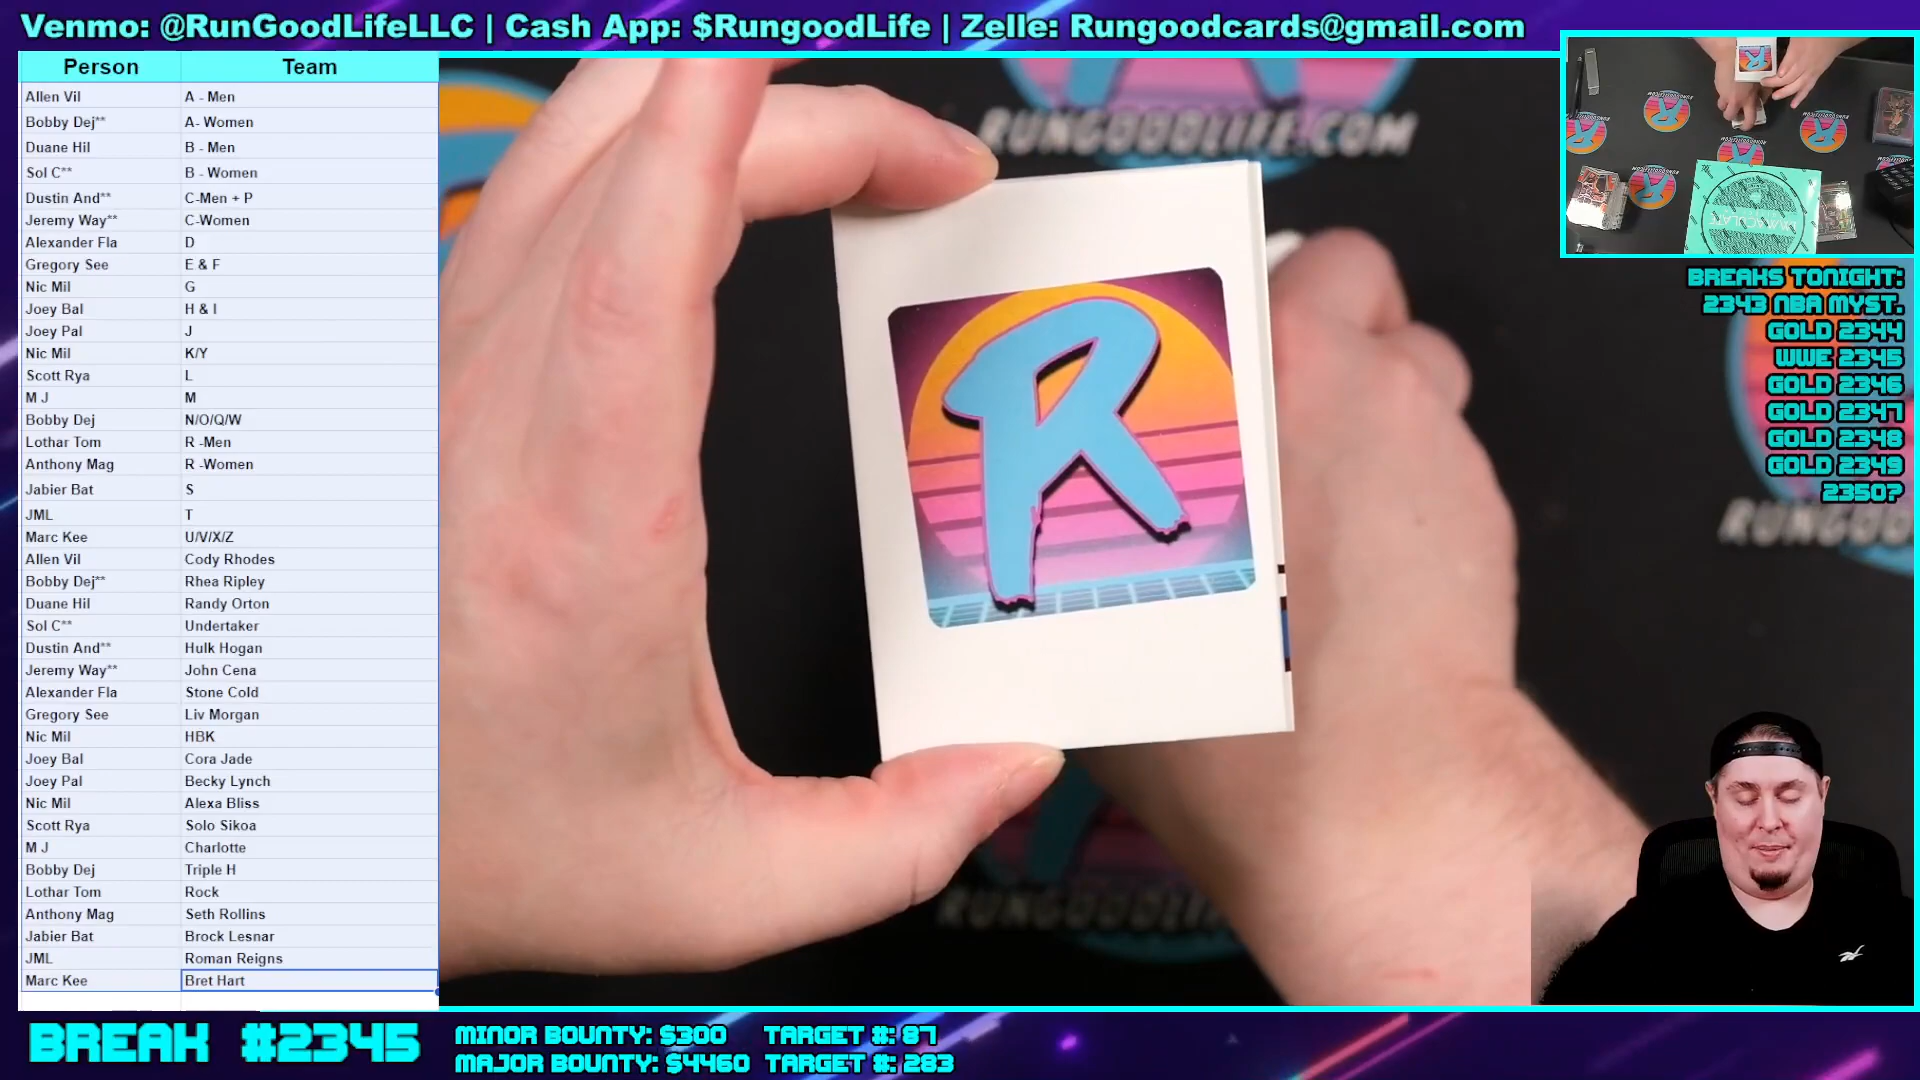 Venmo: @RunGoodLifeLLC | Cash App: $RungoodLife | Zelle: Rungoodcards@gmail.com
Person Team
Allen Vil A - Men
Bobby Dej** A- Women
Duane Hil B - Men
Sol C** B - Women
Dustin And** C-Men + P
Jeremy Way** C-Women
Alexander Fla D
Gregory See E & F
Nic Mil G
Joey Bal H & I
Joey Pal J
Nic Mil K/Y
Scott Rya L
M J M
Bobby Dej N/O/Q/W
Lothar Tom R -Men
Anthony Mag R -Women
Jabier Bat S
JML T
Marc Kee U/V/X/Z
Allen Vil Cody Rhodes
Bobby Dej** Rhea Ripley
Duane Hil Randy Orton
Sol C** Undertaker
Dustin And** Hulk Hogan
Jeremy Way** John Cena
Alexander Fla Stone Cold
Gregory See Liv Morgan
Nic Mil HBK
Joey Bal Cora Jade
Joey Pal Becky Lynch
Nic Mil Alexa Bliss
Scott Rya Solo Sikoa
M J Charlotte
Bobby Dej Triple H
Lothar Tom Rock
Anthony Mag Seth Rollins
Jabier Bat Brock Lesnar
JML Roman Reigns
Marc Kee Bret Hart
RUNGOODLIFE.COM
R
RUNGOODLIFE
IMMACULATE
BREAKS TONIGHT:
2343 NBA MYST.
GOLD 2344
WWE 2345
GOLD 2346
GOLD 2347
GOLD 2348
GOLD 2349
2350?
BREAK #2345
MINOR BOUNTY: $300 TARGET #: 87
MAJOR BOUNTY: $4460 TARGET #: 283